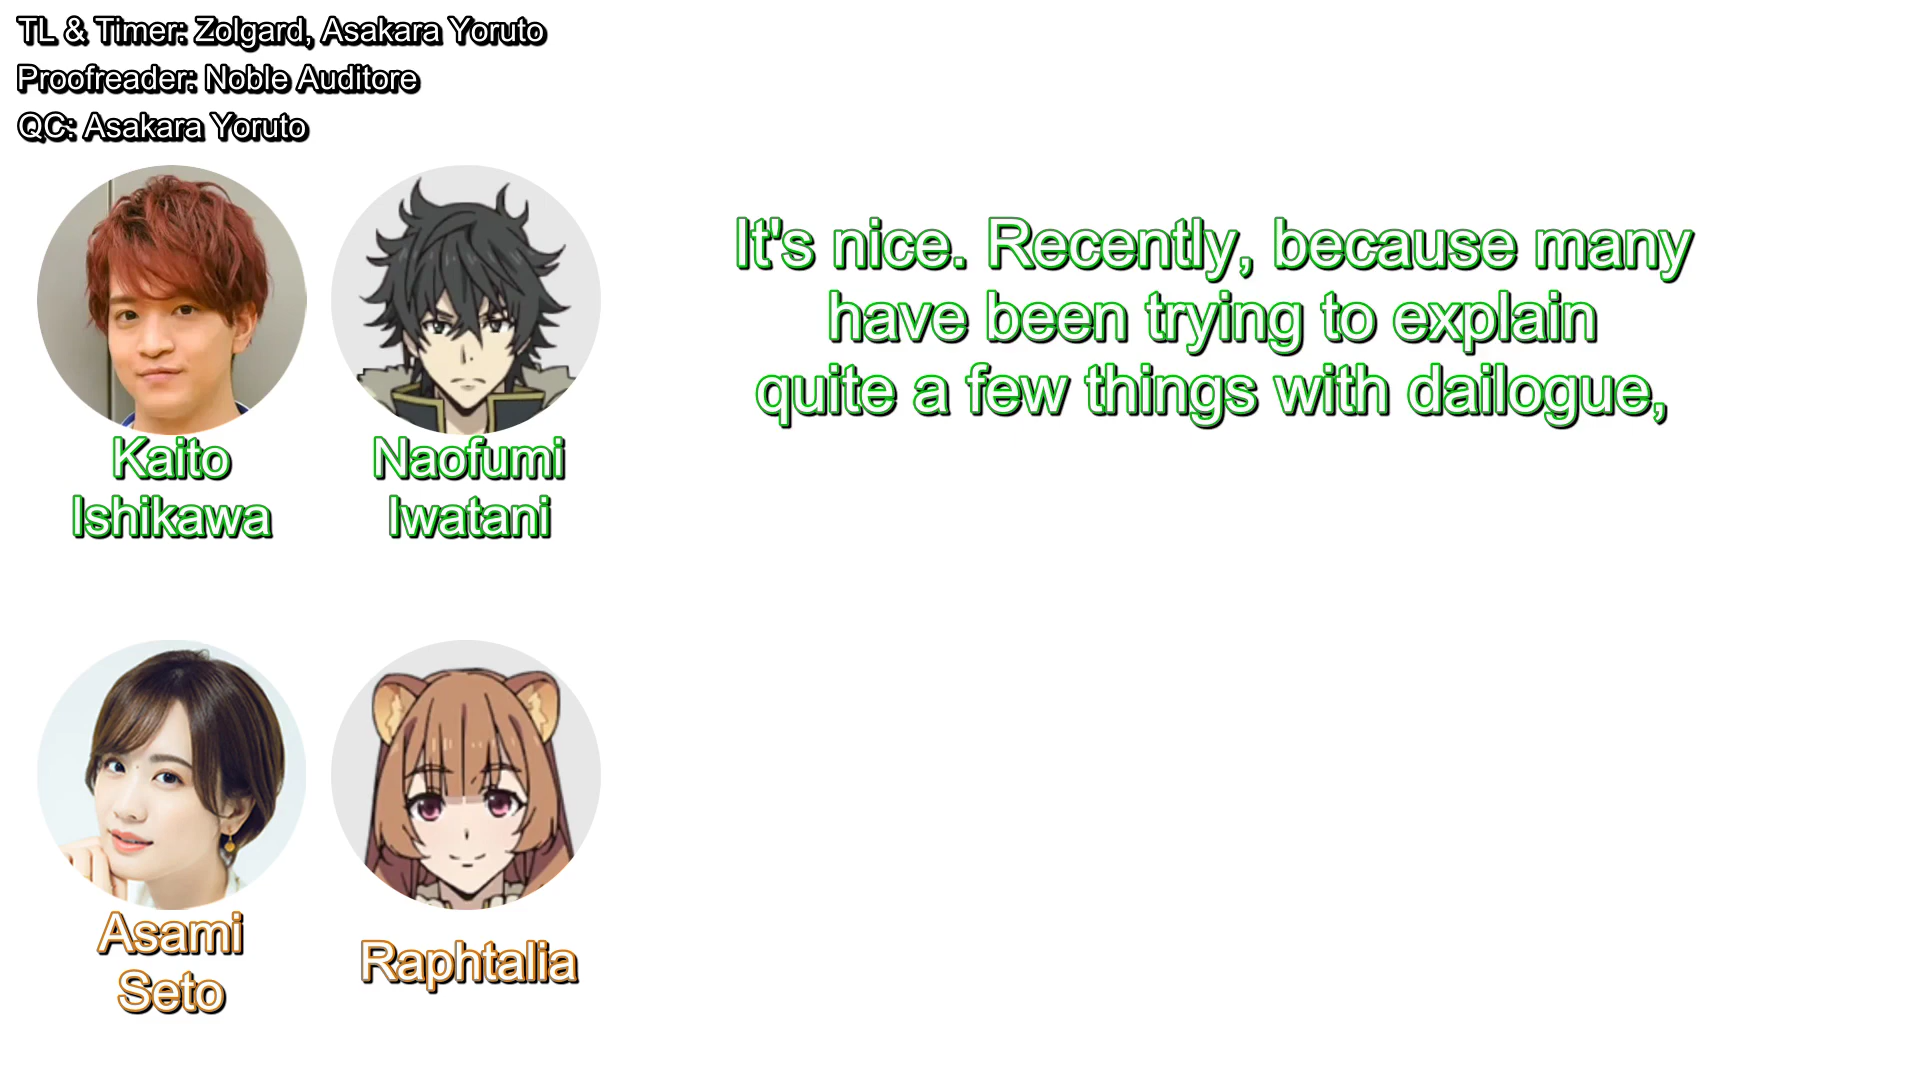 TL & Timer: Zolgard, Asakara Yoruto
Proofreader: Noble Auditore
QC: Asakara Yoruto
It's nice. Recently, because many
have been trying to explain
quite a few things with dailogue,
Kaito
Ishikawa
Naofumi
Iwatani
Asami
Seto
Raphtalia